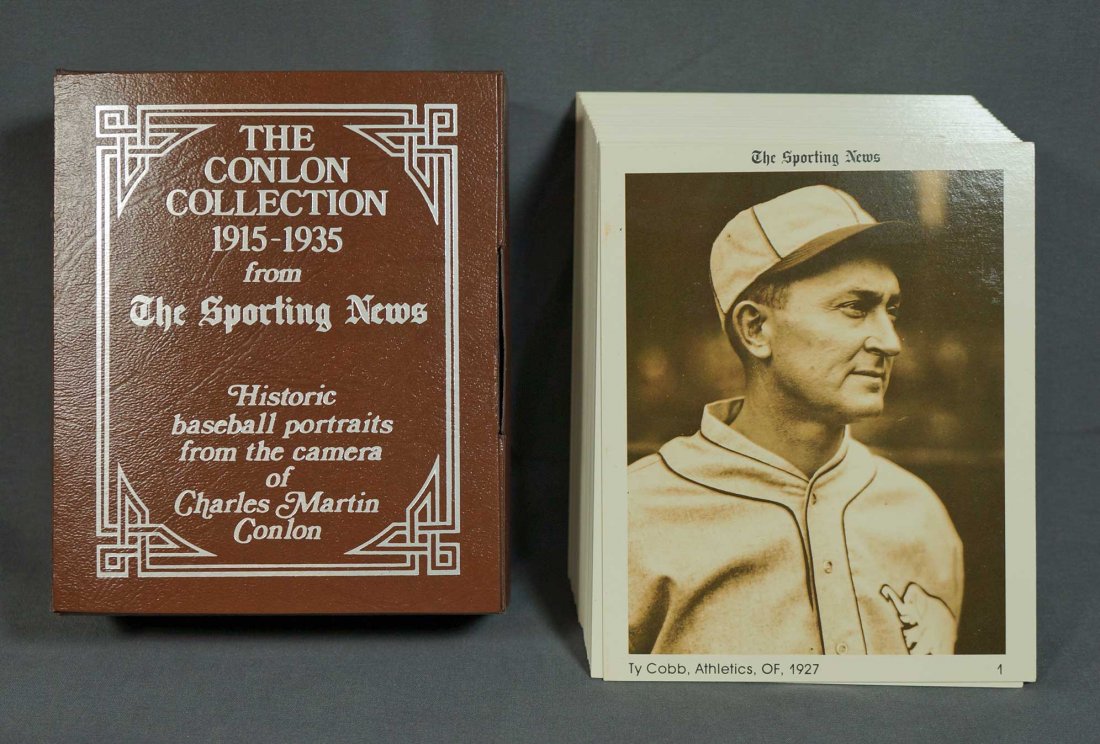 THE
CONLON
COLLECTION
1915-1935
from
The Sporting News
Historic
baseball portraits
from the camera
of
Charles Martin
Conlon
The Sporting News
Ty Cobb, Athletics, OF, 1927 1